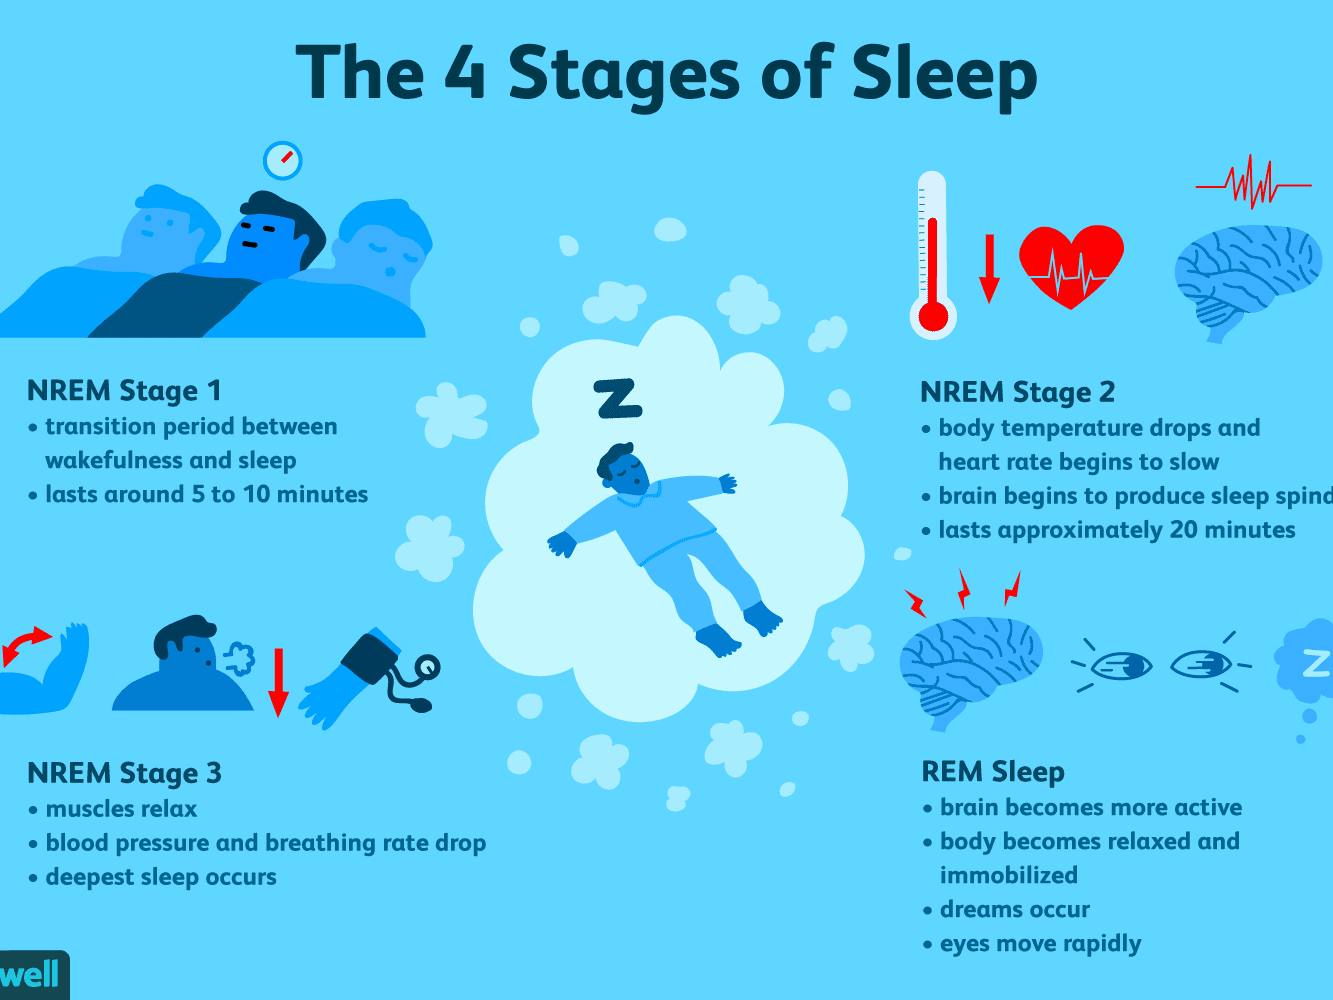 The 4 Stages of Sleep
NREM Stage 1
• transition period between
wakefulness and sleep
• lasts around 5 to 10 minutes
NREM Stage 2
• body temperature drops and
heart rate begins to slow
• brain begins to produce sleep spind
• lasts approximately 20 minutes
Z
NREM Stage 3
• muscles relax
• blood pressure and breathing rate drop
• deepest sleep occurs
Z
REM Sleep
• brain becomes more active
• body becomes relaxed and
immobilized
• dreams occur
• eyes move rapidly
well